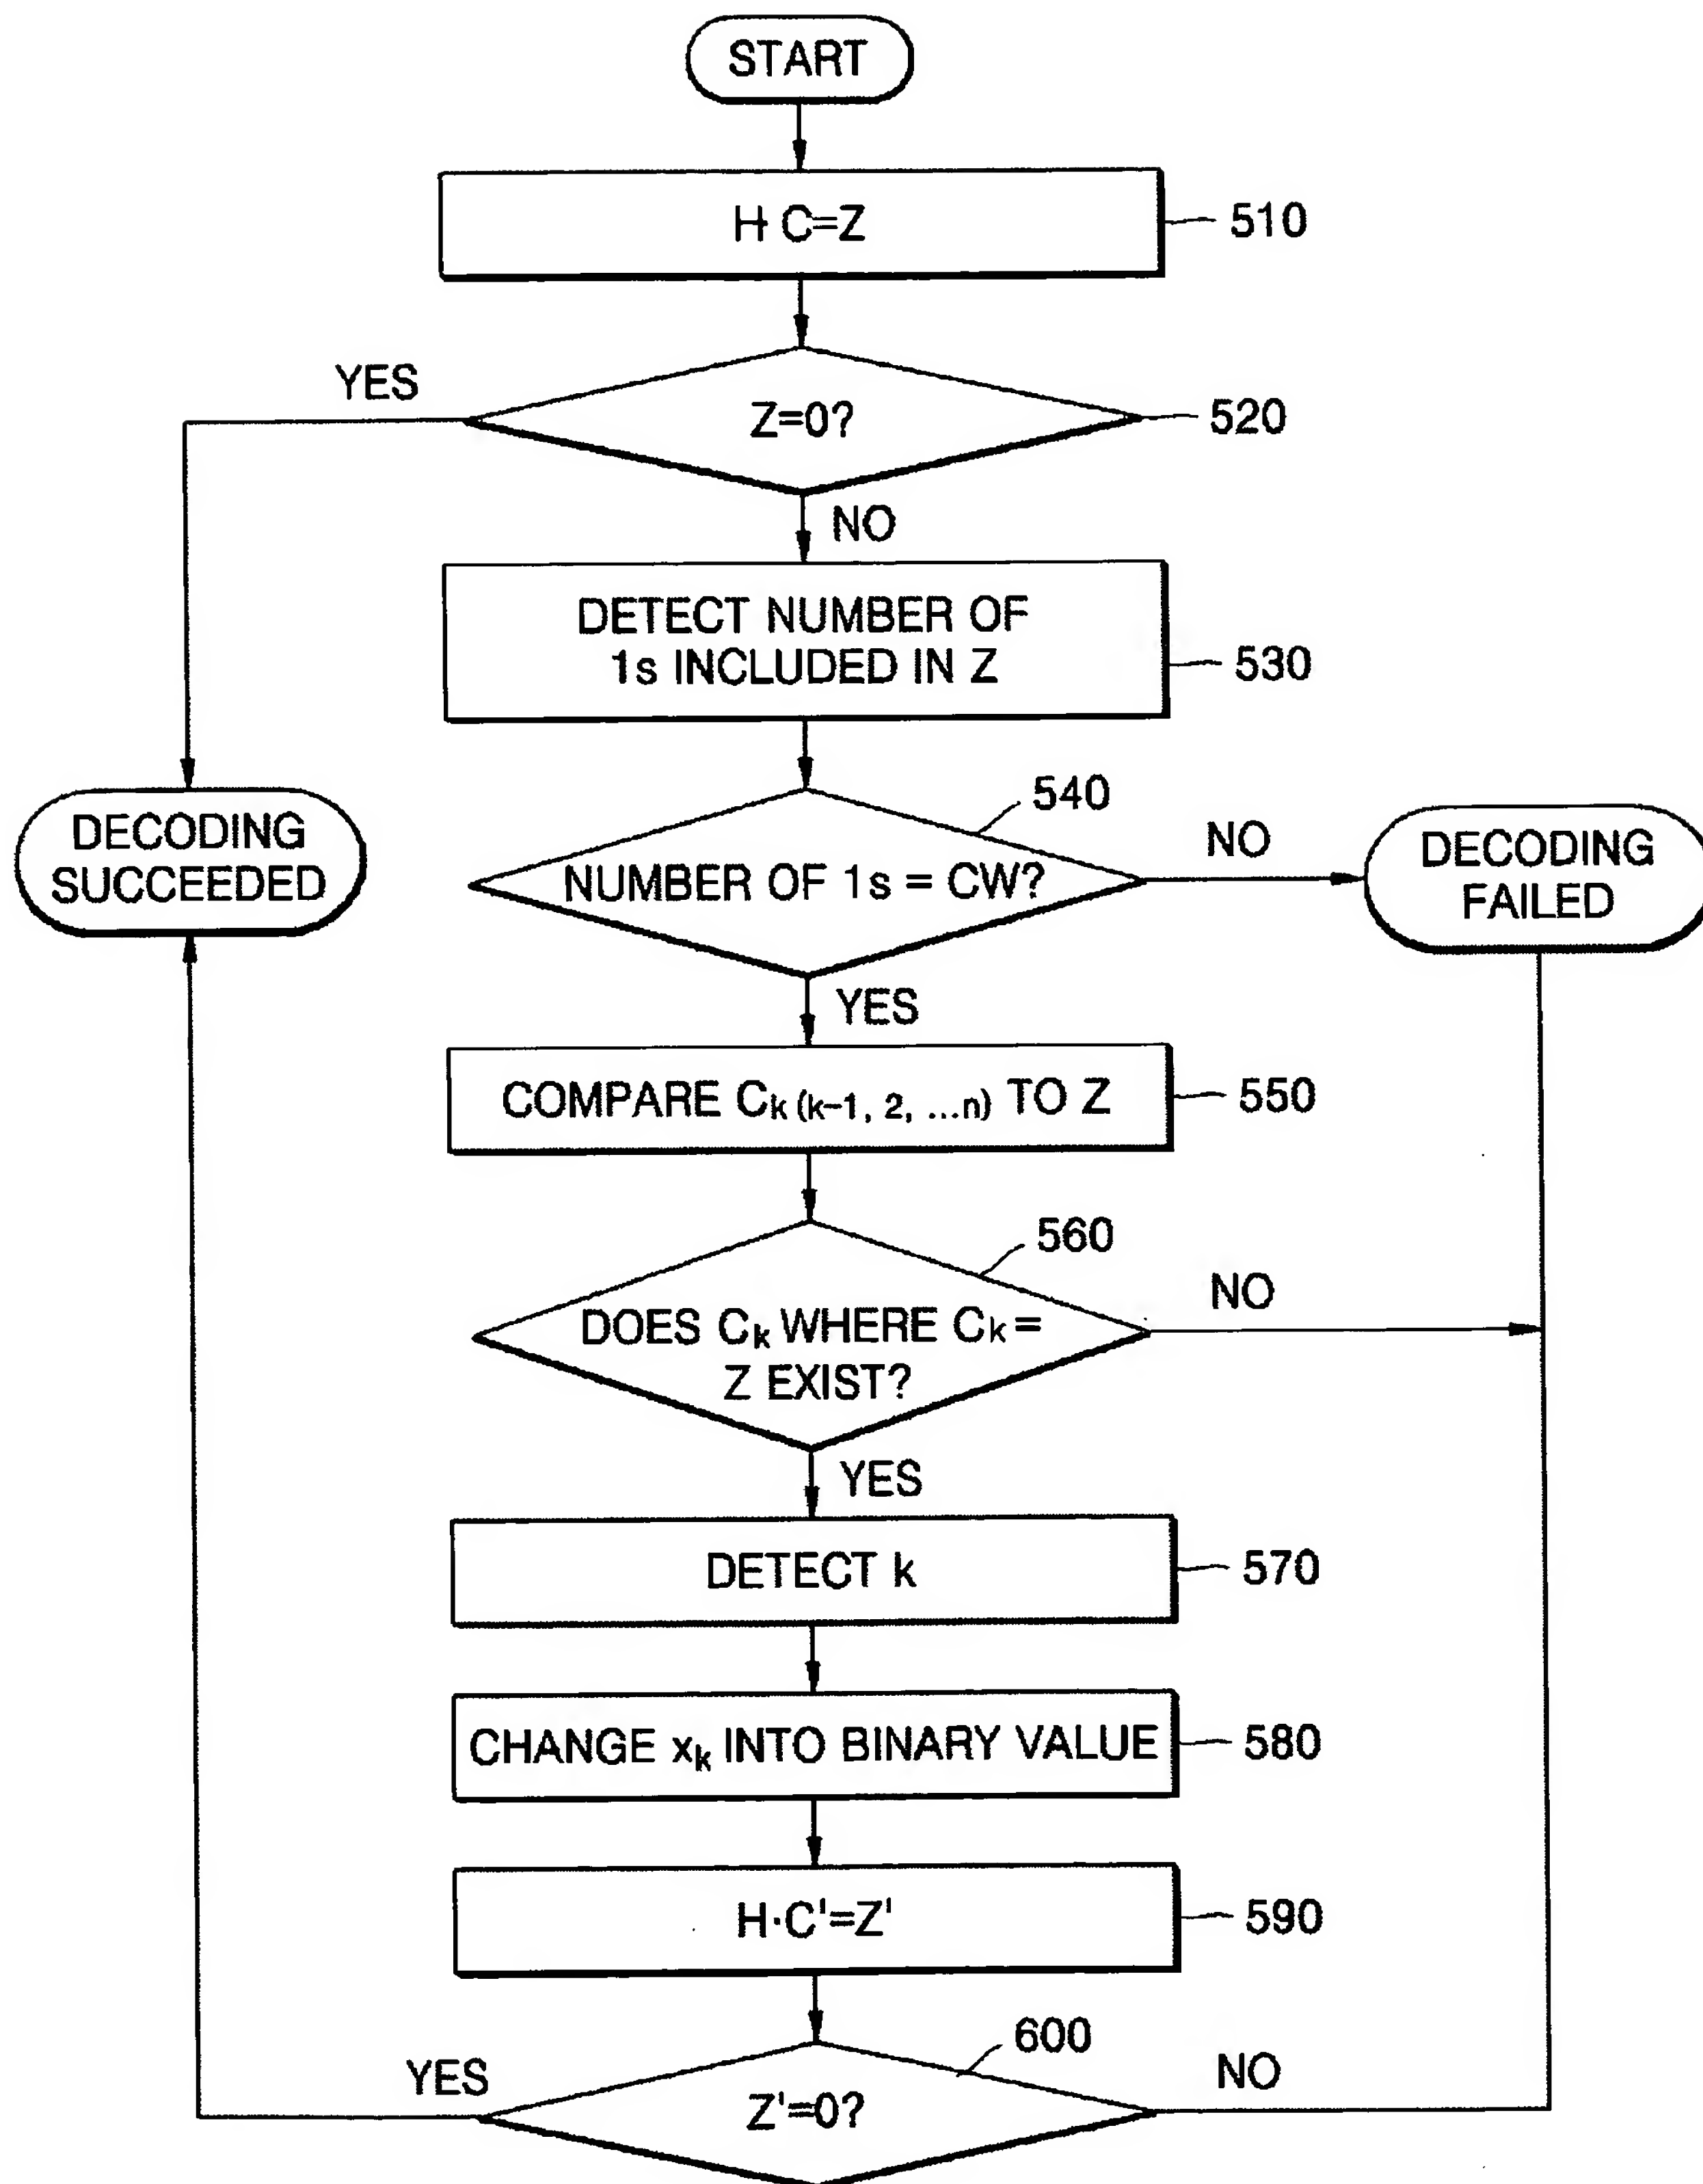 START
H C=Z
510
YES
Z=0?
520
NO
DETECT NUMBER OF
1s INCLUDED IN Z
530
540
DECODING
SUCCEEDED
NUMBER OF 1s = CW?
NO
DECODING
FAILED
YES
COMPARE Ck (k-1, 2, ...n) TO Z
550
560
DOES Ck WHERE Ck =
Z EXIST?
NO
YES
DETECT k
570
CHANGE xk INTO BINARY VALUE
580
H·C'=Z'
590
600
YES
Z'=0?
NO